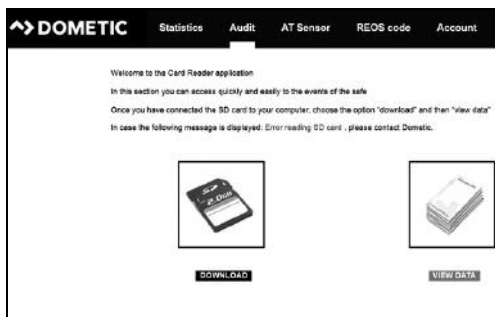 DOMETIC Statistics Audit AT Sensor REOS code Account
Welcome to the Card Reader application
In this section you can access quickly and easily to the events of the safe
Once you have connected the SD card to your computer, choose the option "download" and then "view data"
In case the following message is displayed: Error reading SD card , please contact Dometic.
2.0GB
DOWNLOAD
VIEW DATA